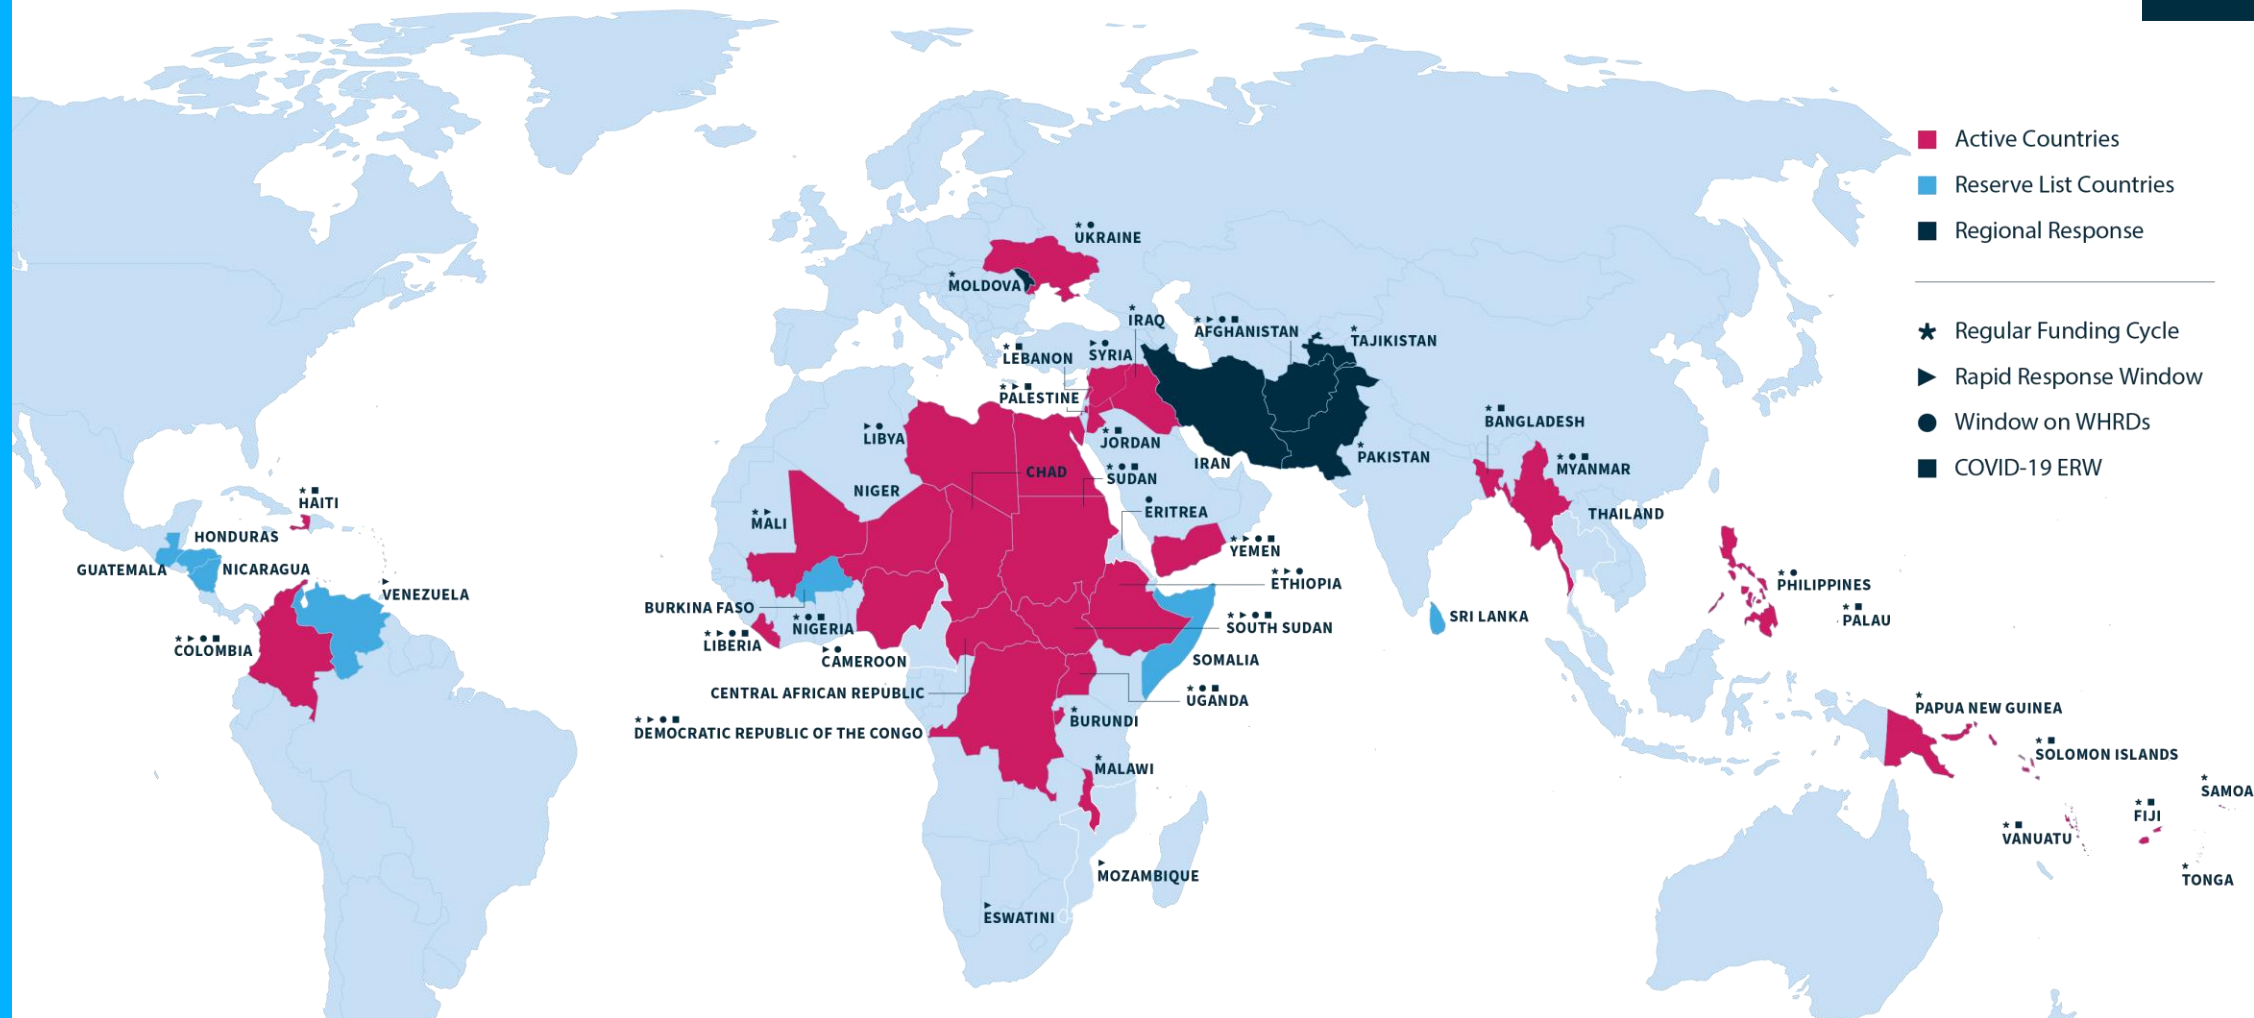 Active Countries
Reserve List Countries
Regional Response
Regular Funding Cycle
Rapid Response Window
Window on WHRDs
COVID-19 ERW
UKRAINE
MOLDOVA
IRAQ
AFGHANISTAN
TAJIKISTAN
LEBANON
SYRIA
PALESTINE
BANGLADESH
LIBYA
JORDAN
IRAN
PAKISTAN
CHAD
SUDAN
MYANMAR
NIGER
HAITI
ERITREA
THAILAND
MALI
HONDURAS
YEMEN
GUATEMALA
NICARAGUA
ETHIOPIA
PHILIPPINES
VENEZUELA
BURKINA FASO
SRI LANKA
PALAU
NIGERIA
SOUTH SUDAN
LIBERIA
COLOMBIA
CAMEROON
SOMALIA
CENTRAL AFRICAN REPUBLIC
UGANDA
PAPUA NEW GUINEA
BURUNDI
DEMOCRATIC REPUBLIC OF THE CONGO
SOLOMON ISLANDS
MALAWI
SAMOA
FIJI
VANUATU
MOZAMBIQUE
TONGA
ESWATINI